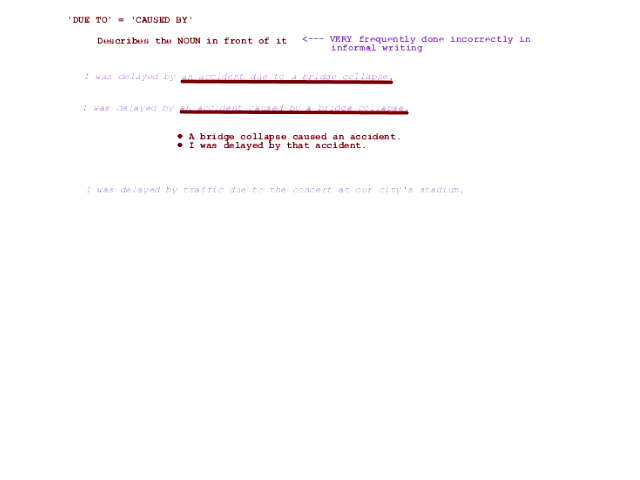 'DUE TO' = 'CAUSED BY'
Describes the NOUN in front of it <--- VERY frequently done incorrectly in
informal writing
I was delayed by an accident due to a bridge collapse.
I was delayed by an accident caused by a bridge collapse.
● A bridge collapse caused an accident.
● I was delayed by that accident.
I was delayed by traffic due to the concert at our city's stadium.